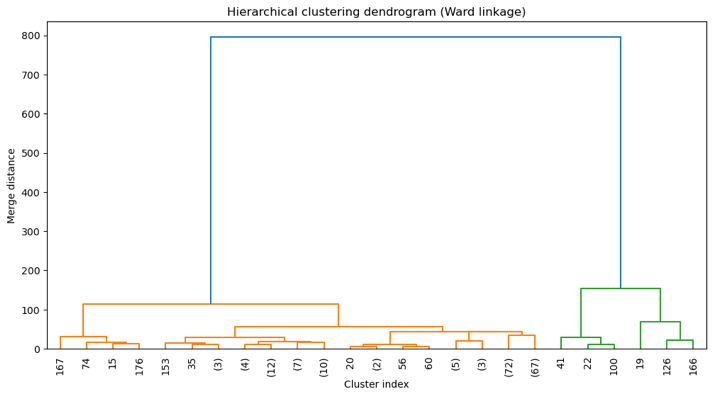 Hierarchical clustering dendrogram (Ward linkage)
800
700
600
500
400
300
200
100
0
Merge distance
167 74 15 176 153 35 (3) (4) (12) (7) (10) 20 (2) 56 60 (5) (3) (72) (67) 41 22 100 19 126 166
Cluster index